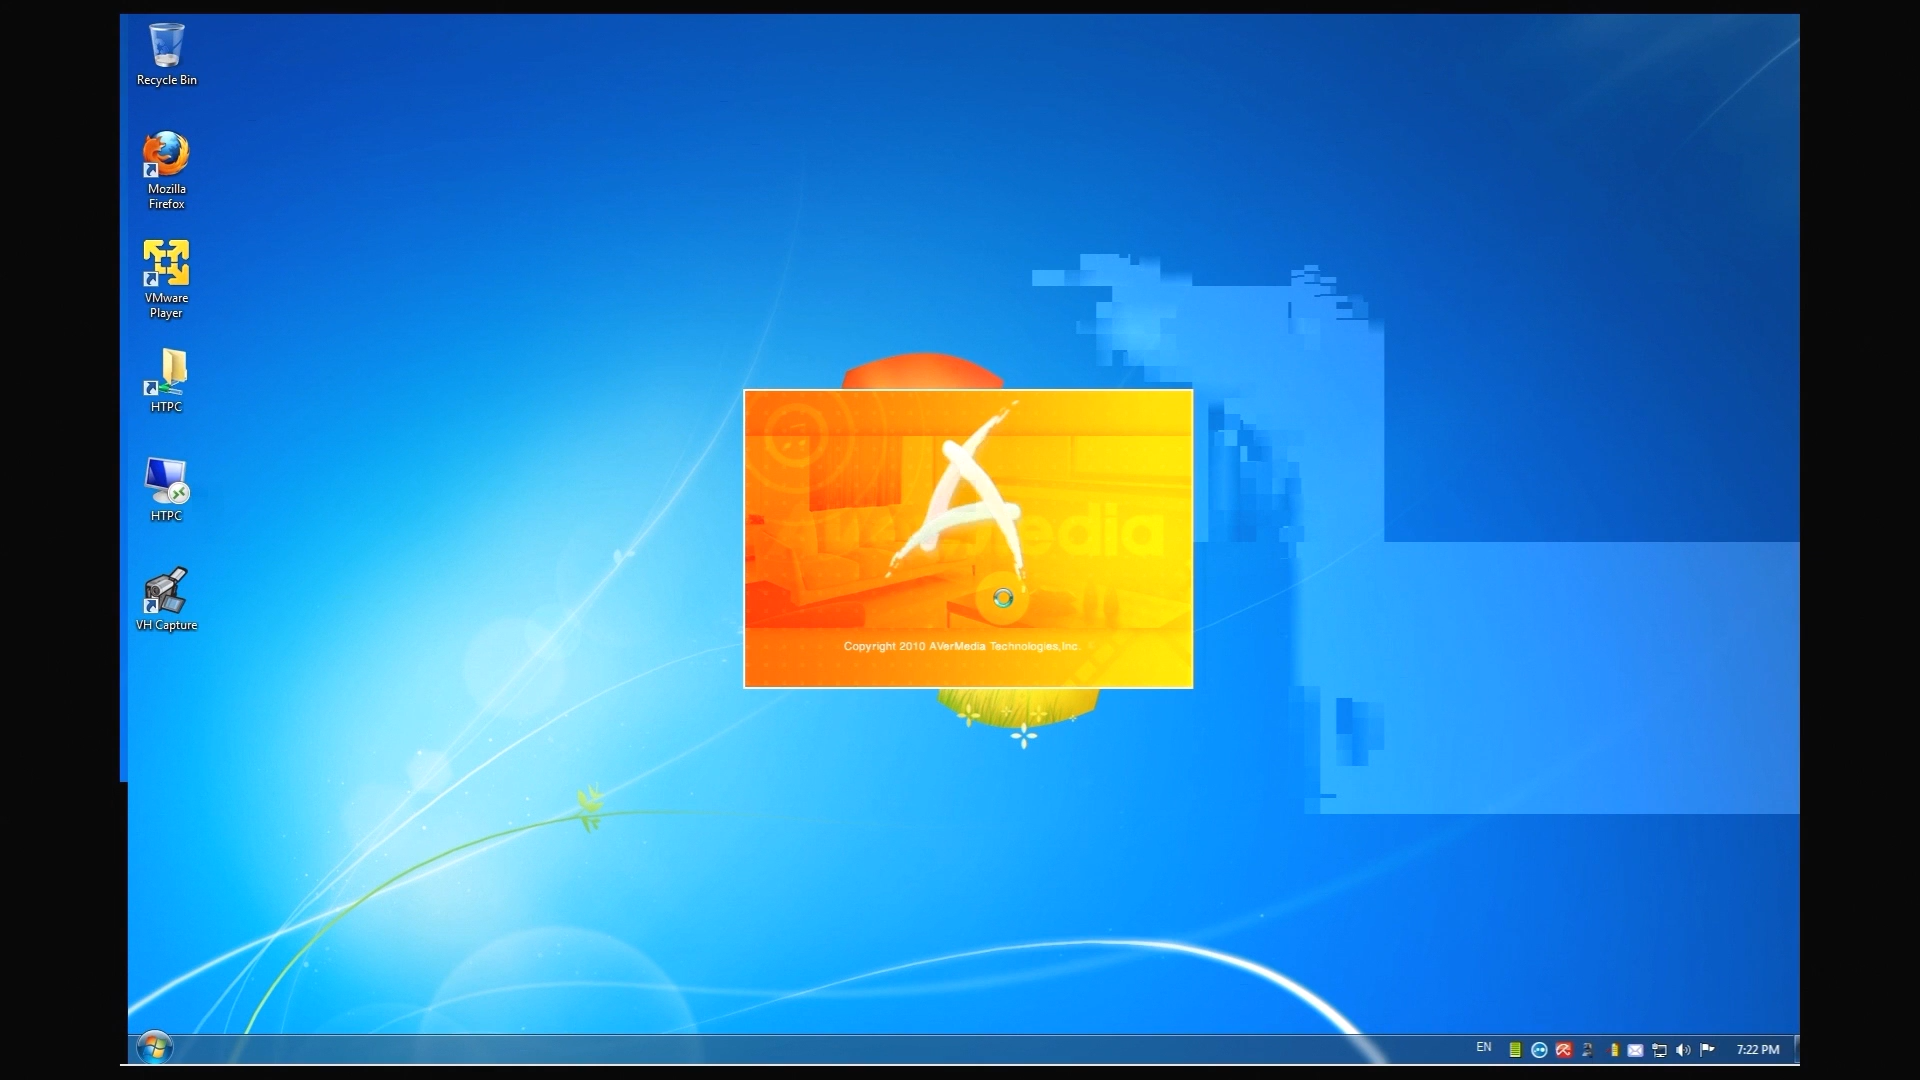 Recycle Bin
Mozilla
Firefox
VMware
Player
HTPC
HTPC
VH Capture
AVerMedia
Copyright 2010 AVerMedia Technologies,Inc.
EN
7:22 PM